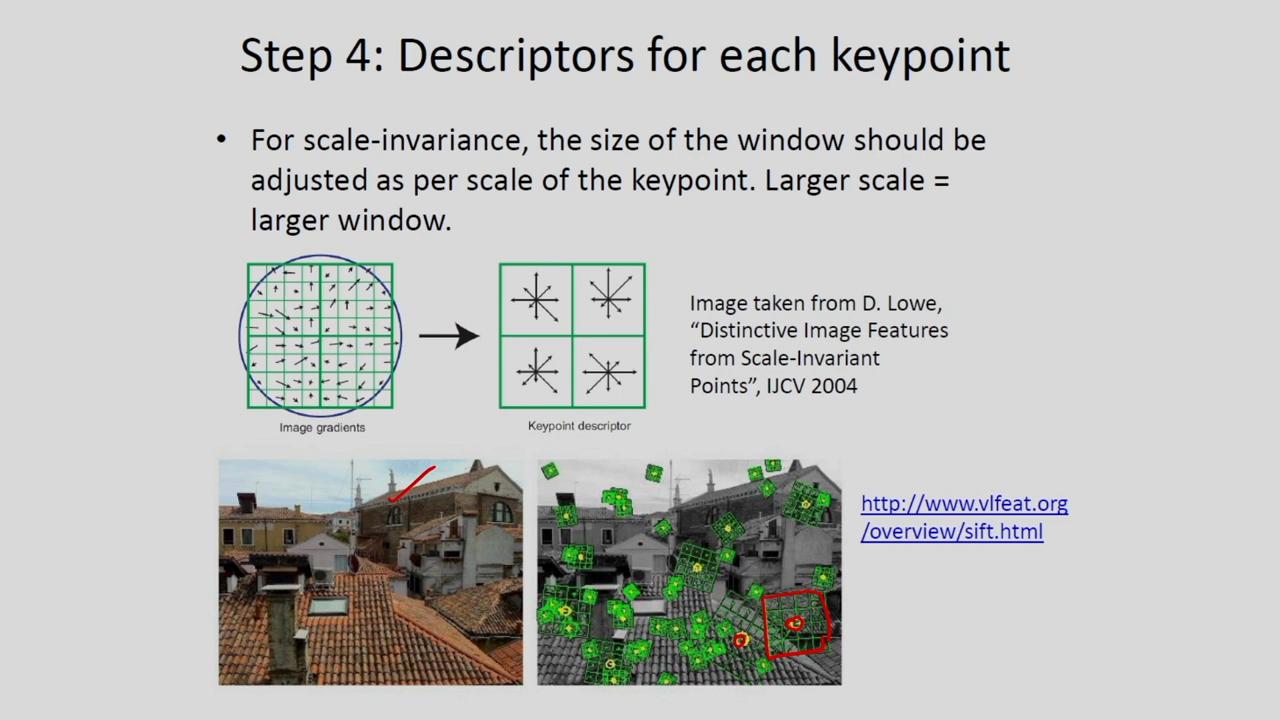 Step 4: Descriptors for each keypoint
• For scale-invariance, the size of the window should be
adjusted as per scale of the keypoint. Larger scale =
larger window.
Image taken from D. Lowe,
“Distinctive Image Features
from Scale-Invariant
Points”, IJCV 2004
Image gradients
Keypoint descriptor
http://www.vlfeat.org
/overview/sift.html